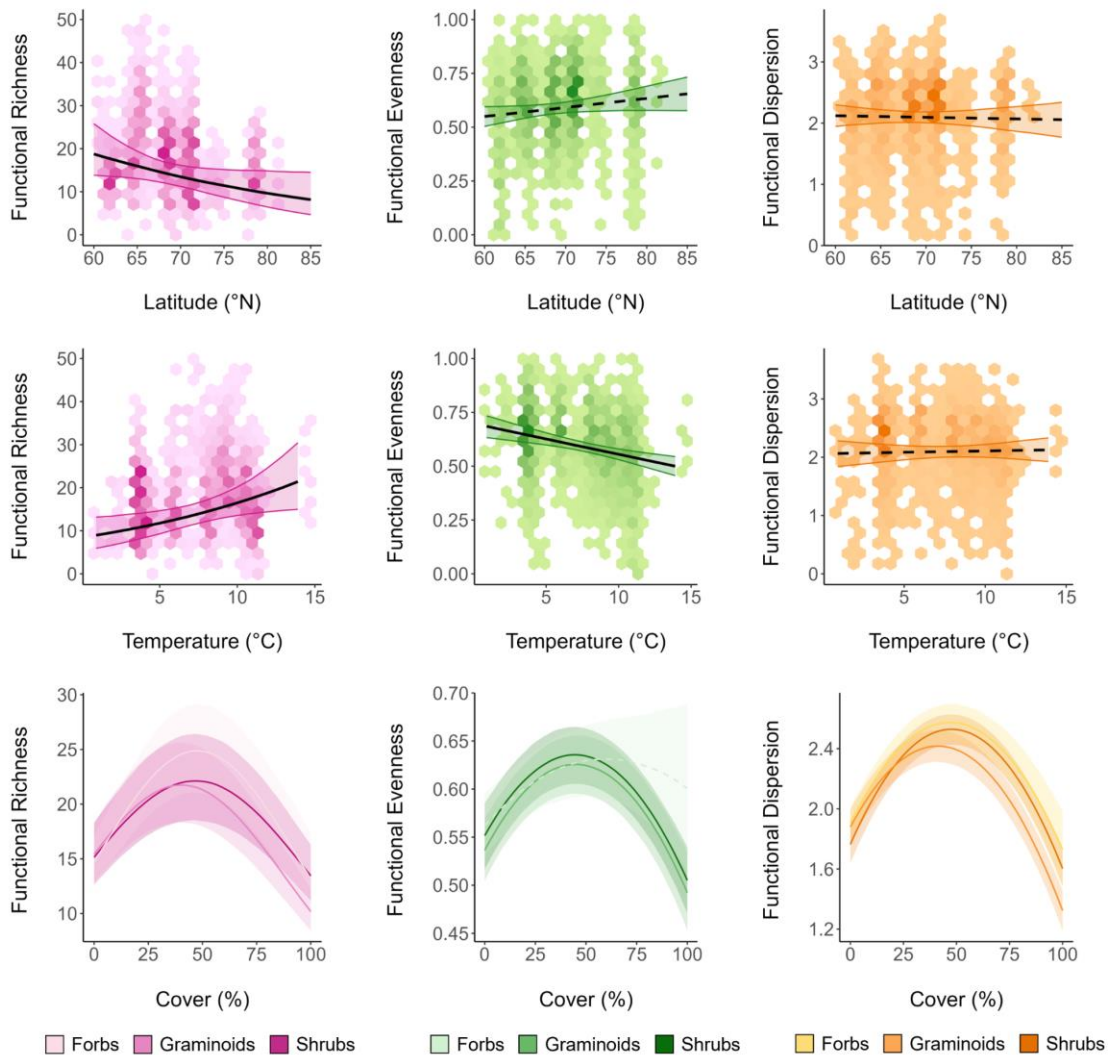 Functional Richness
50
40
30
20
10
0
60 65 70 75 80 85
Latitude (°N)
Functional Evenness
1.00
0.75
0.50
0.25
0.00
60 65 70 75 80 85
Latitude (°N)
Functional Dispersion
3
2
1
0
60 65 70 75 80 85
Latitude (°N)
Functional Richness
50
40
30
20
10
0
5 10 15
Temperature (°C)
Functional Evenness
1.00
0.75
0.50
0.25
0.00
5 10 15
Temperature (°C)
Functional Dispersion
3
2
1
0
5 10 15
Temperature (°C)
Functional Richness
30
25
20
15
10
0 25 50 75 100
Cover (%)
Functional Evenness
0.70
0.65
0.60
0.55
0.50
0.45
0 25 50 75 100
Cover (%)
Functional Dispersion
2.4
2.0
1.6
1.2
0 25 50 75 100
Cover (%)
Forbs Graminoids Shrubs
Forbs Graminoids Shrubs
Forbs Graminoids Shrubs